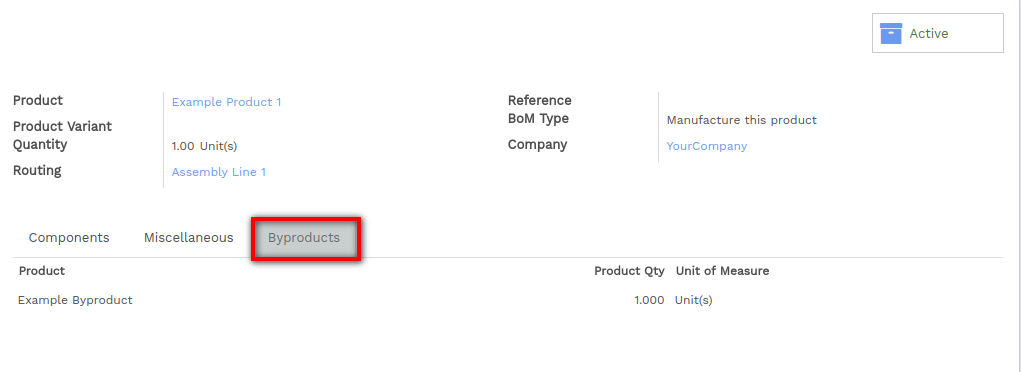 Active
Product Example Product 1
Product Variant
Quantity 1.00 Unit(s)
Routing Assembly Line 1
Reference
BoM Type Manufacture this product
Company YourCompany
Components Miscellaneous Byproducts
Product Product Qty Unit of Measure
Example Byproduct 1.000 Unit(s)